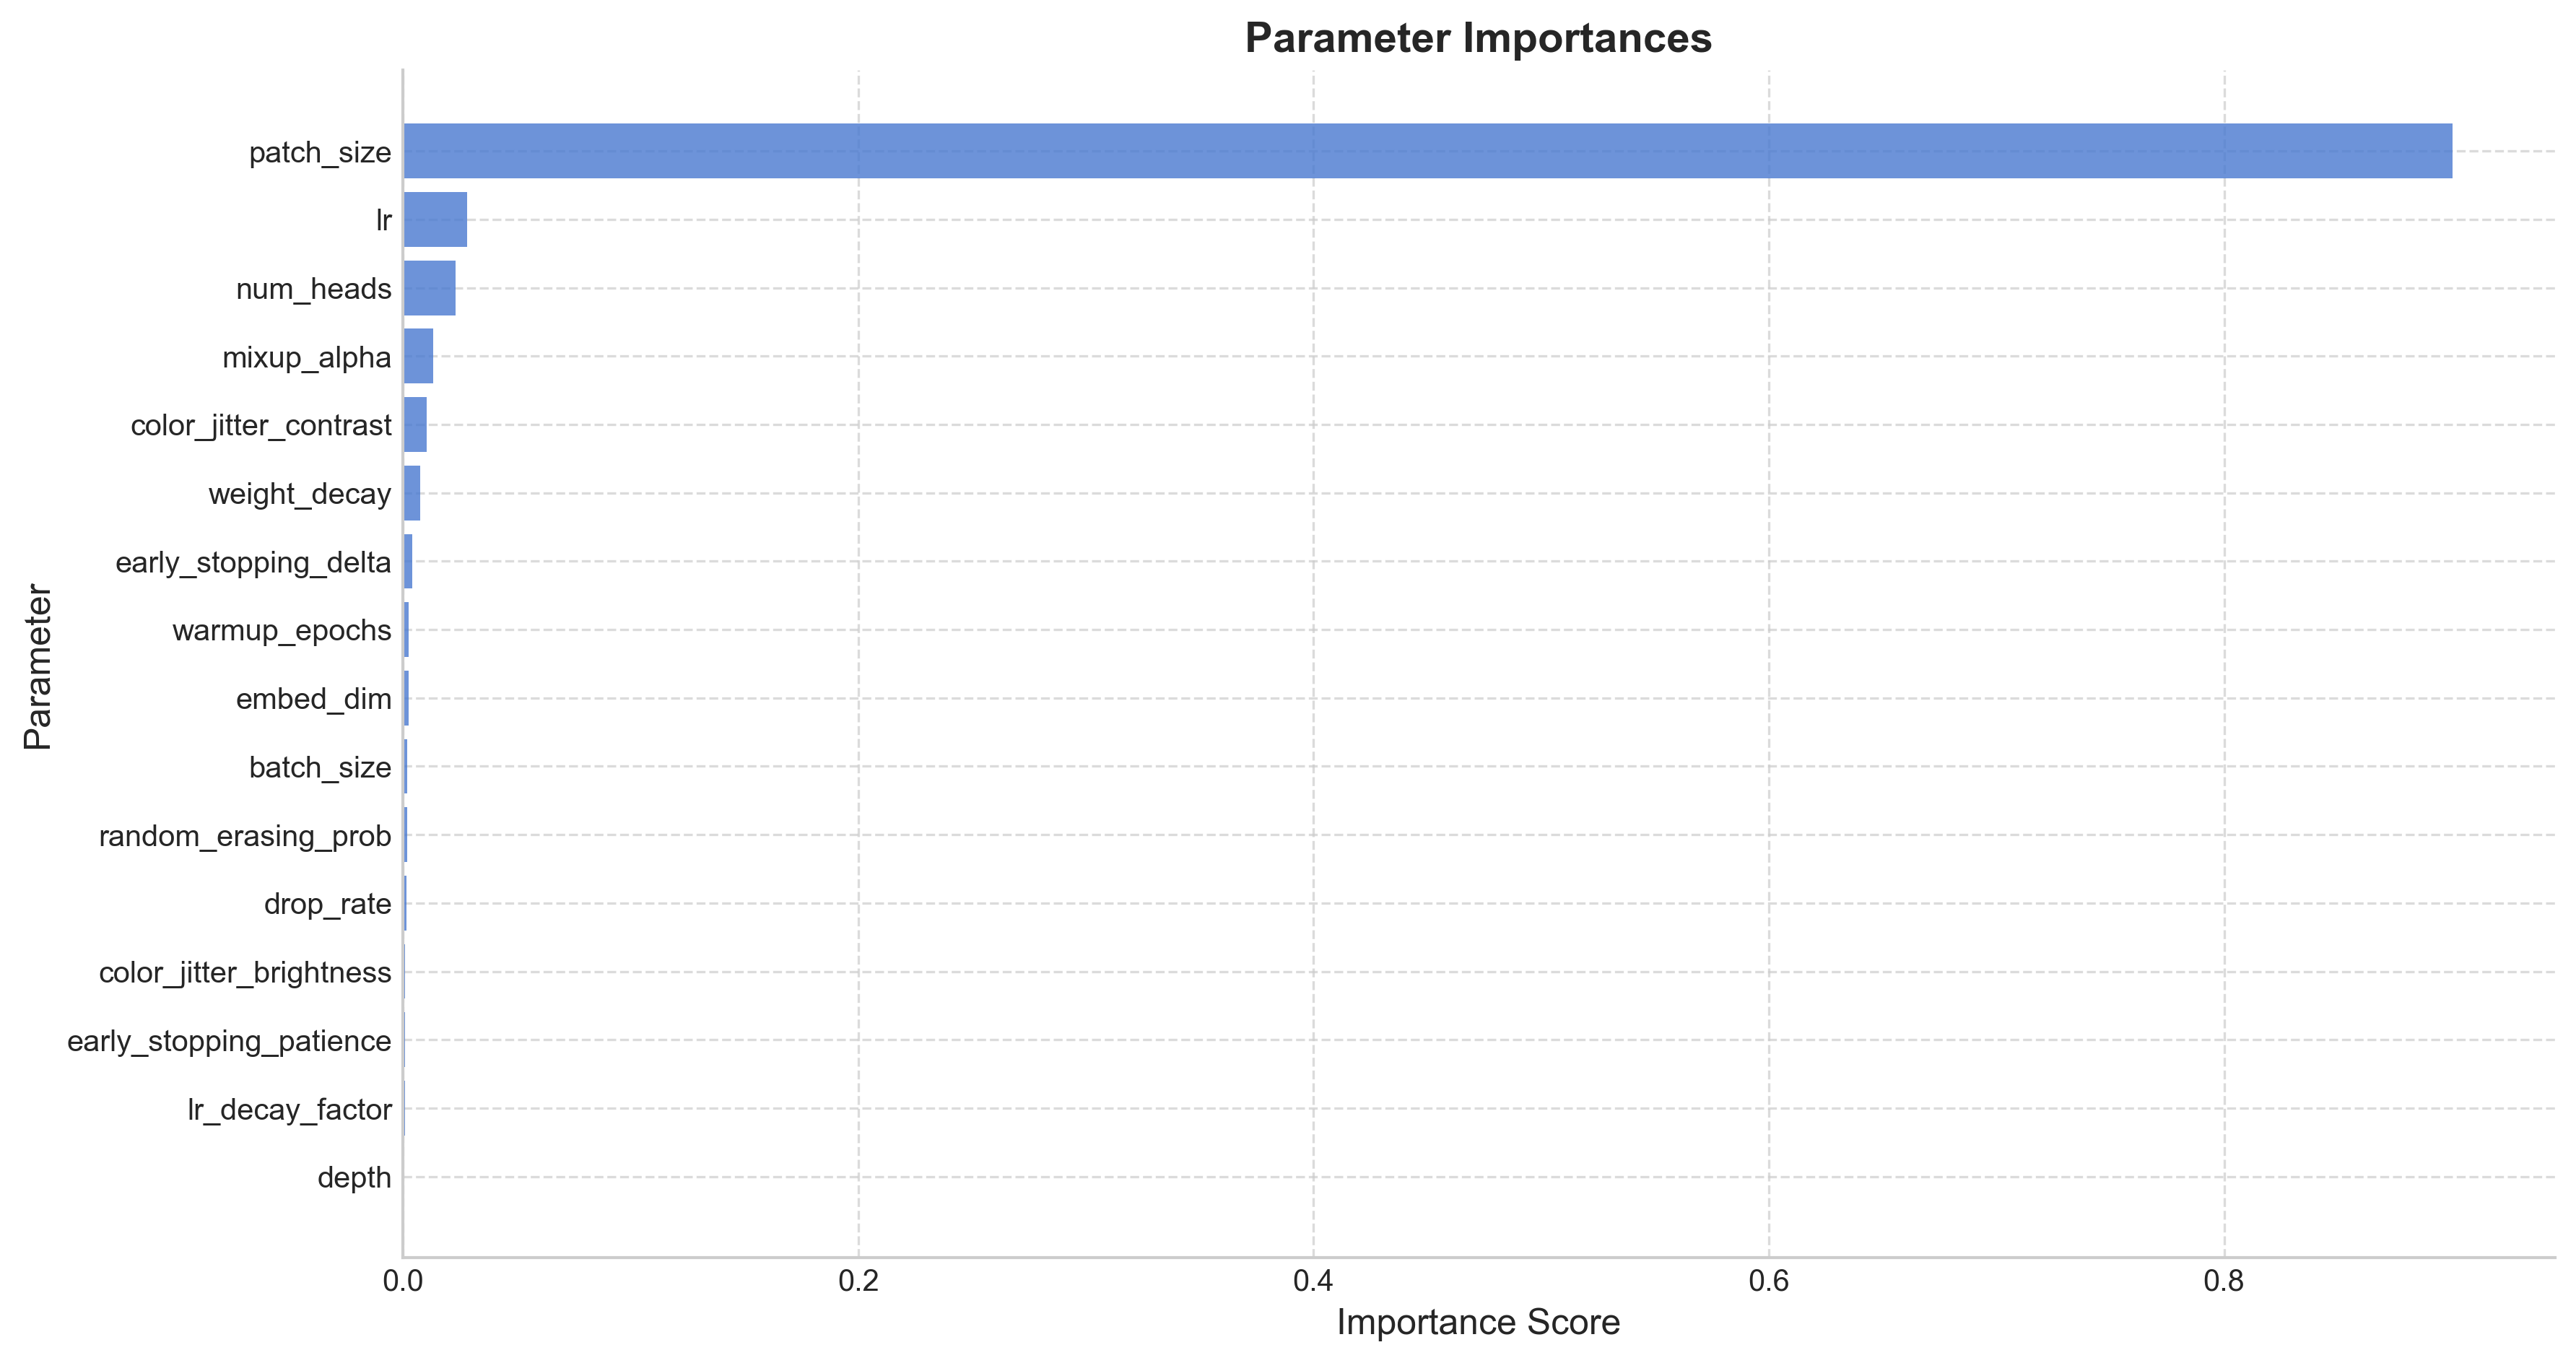 Parameter Importances
Parameter
patch_size
lr
num_heads
mixup_alpha
color_jitter_contrast
weight_decay
early_stopping_delta
warmup_epochs
embed_dim
batch_size
random_erasing_prob
drop_rate
color_jitter_brightness
early_stopping_patience
lr_decay_factor
depth
0.0 0.2 0.4 0.6 0.8
Importance Score